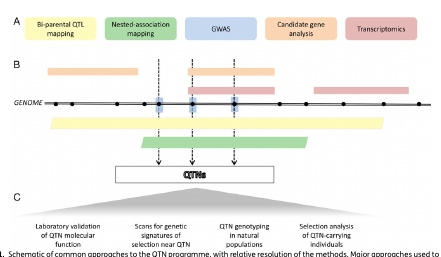 A
Bi-parental QTL
mapping
Nested-association
mapping
GWAS
Candidate gene
analysis
Transcriptomics
B
GENOME
QTNs
C
Laboratory validation
of QTN molecular
function
Scans for genetic
signatures of
selection near QTN
QTN genotyping
in natural
populations
Selection analysis
of QTN-carrying
individuals
1. Schematic of common approaches to the QTN programme, with relative resolution of the methods. Major approaches used to